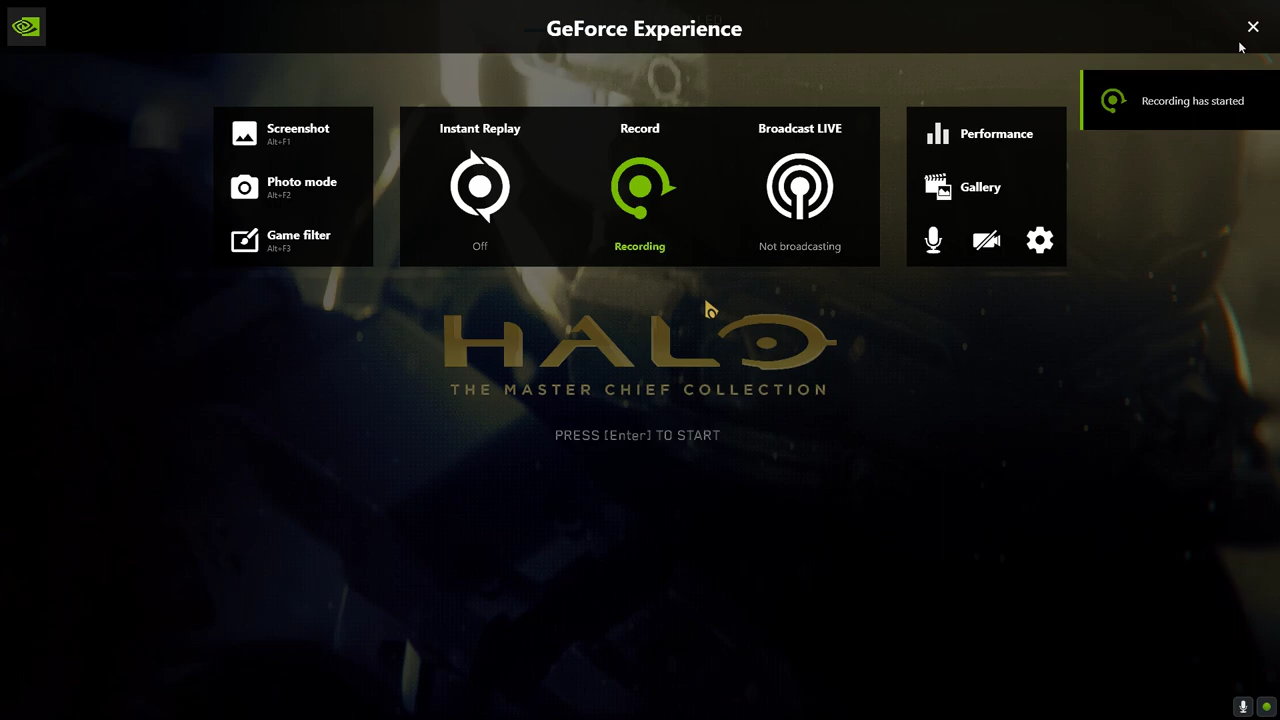 GeForce Experience
Recording has started
Screenshot
Alt+F1
Photo mode
Alt+F2
Game filter
Alt+F3
Instant Replay
Off
Record
Recording
Broadcast LIVE
Not broadcasting
Performance
Gallery
HALO
THE MASTER CHIEF COLLECTION
PRESS [Enter] TO START